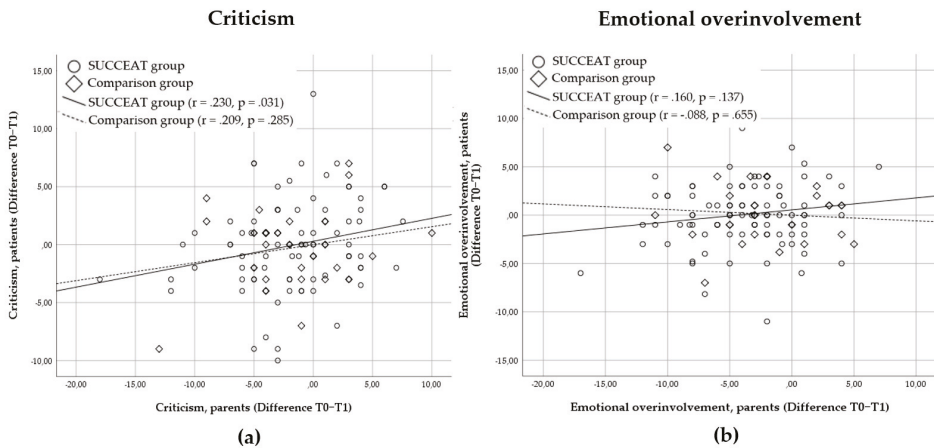 Criticism
SUCCEAT group
Comparison group
SUCCEAT group (r = .230, p = .031)
Comparison group (r = .209, p = .285)
Criticism, patients (Difference T0−T1)
15,00
10,00
5,00
,00
-5,00
-10,00
-20,00 -15,00 -10,00 -5,00 ,00 5,00 10,00
Criticism, parents (Difference T0−T1)
(a)
Emotional overinvolvement
SUCCEAT group
Comparison group
SUCCEAT group (r = .160, p = .137)
Comparison group (r = -.088, p = .655)
Emotional overinvolvement, patients
(Difference T0−T1)
15,00
10,00
5,00
,00
-5,00
-10,00
-15,00
-20,00 -15,00 -10,00 -5,00 ,00 5,00 10,00
Emotional overinvolvement, parents (Difference T0−T1)
(b)